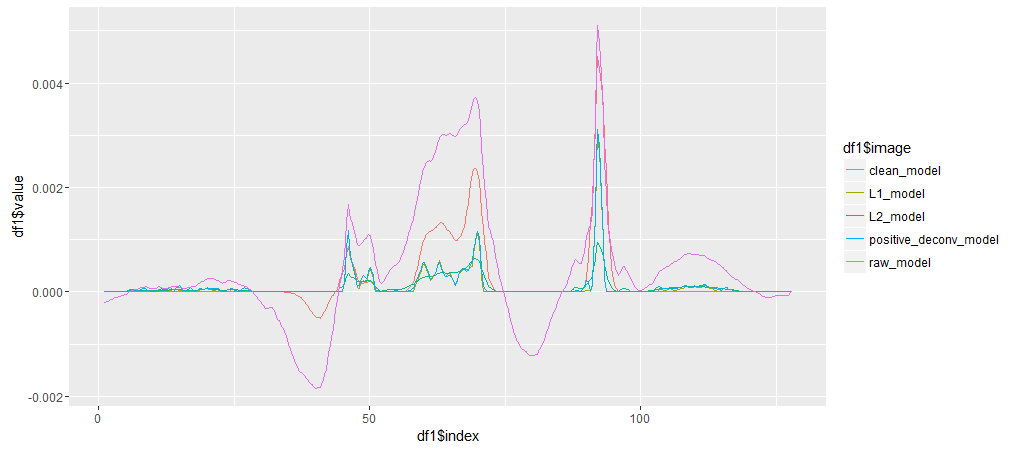 0.004
0.002
0.000
-0.002
df1$value
0
50
100
df1$index
df1$image
clean_model
L1_model
L2_model
positive_deconv_model
raw_model